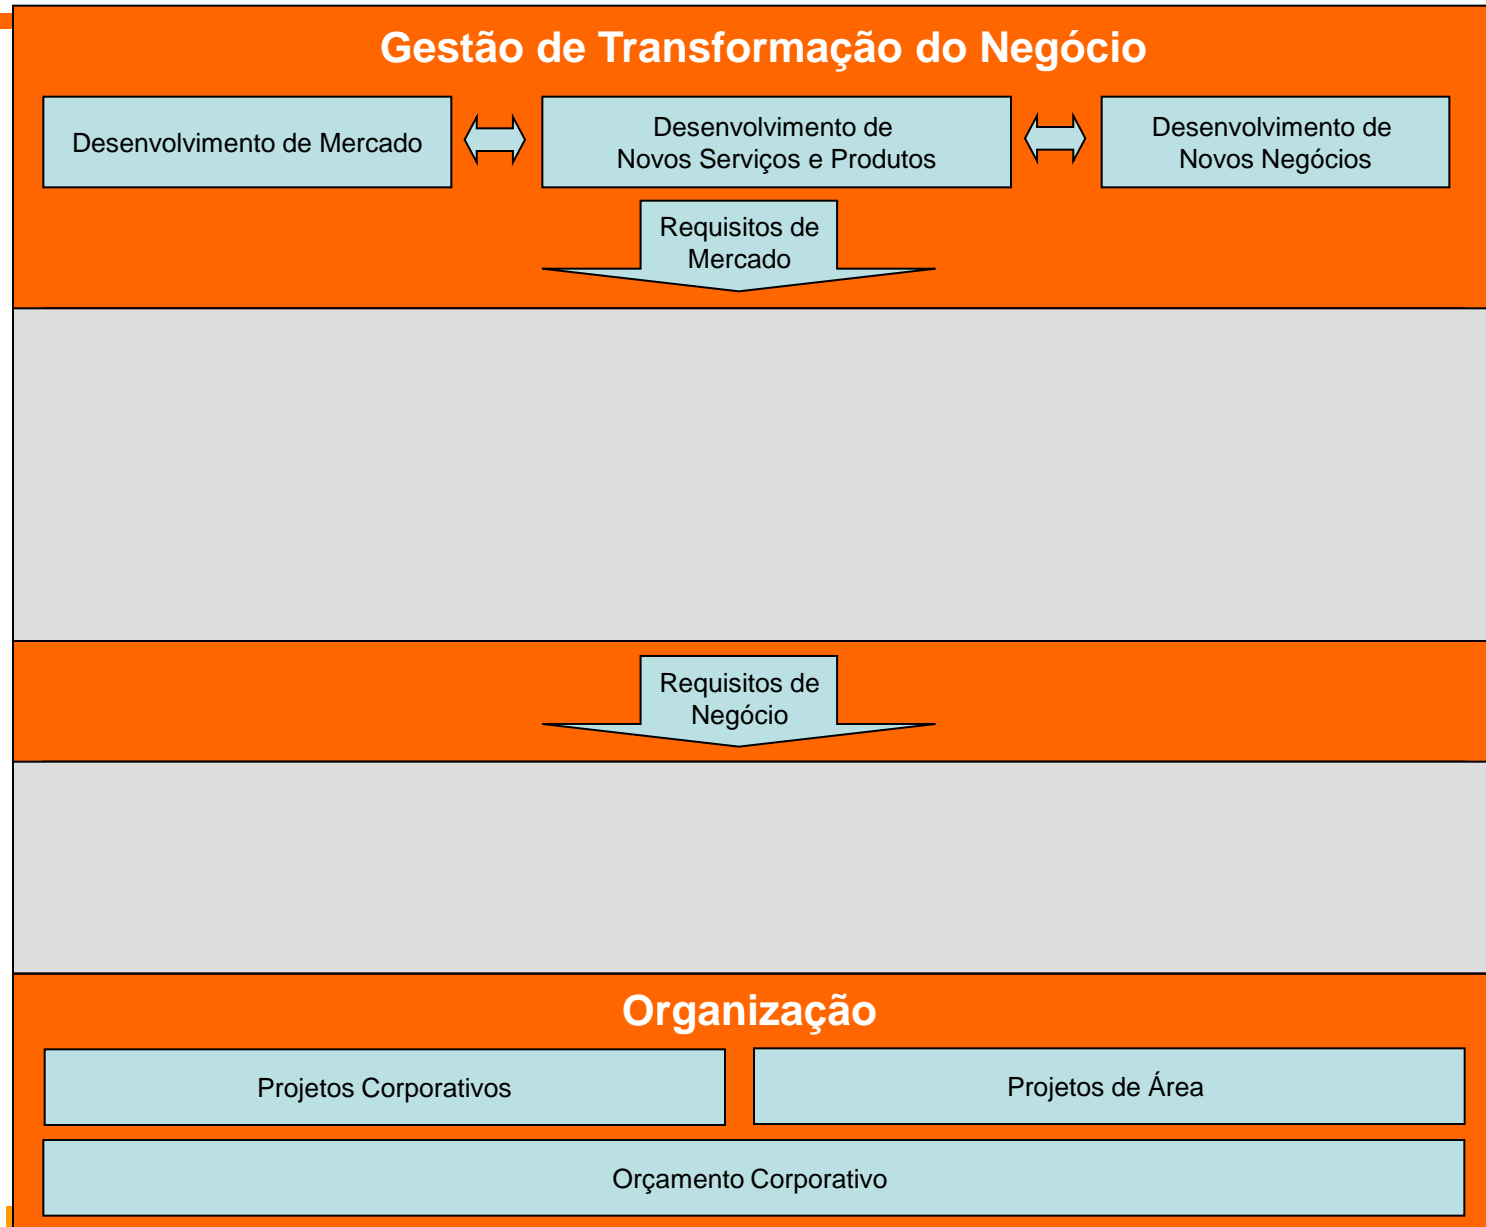 Gestão de Transformação do Negócio
Desenvolvimento de Mercado
Desenvolvimento de
Novos Serviços e Produtos
Desenvolvimento de
Novos Negócios
Requisitos de
Mercado
Requisitos de
Negócio
Organização
Projetos Corporativos
Projetos de Área
Orçamento Corporativo